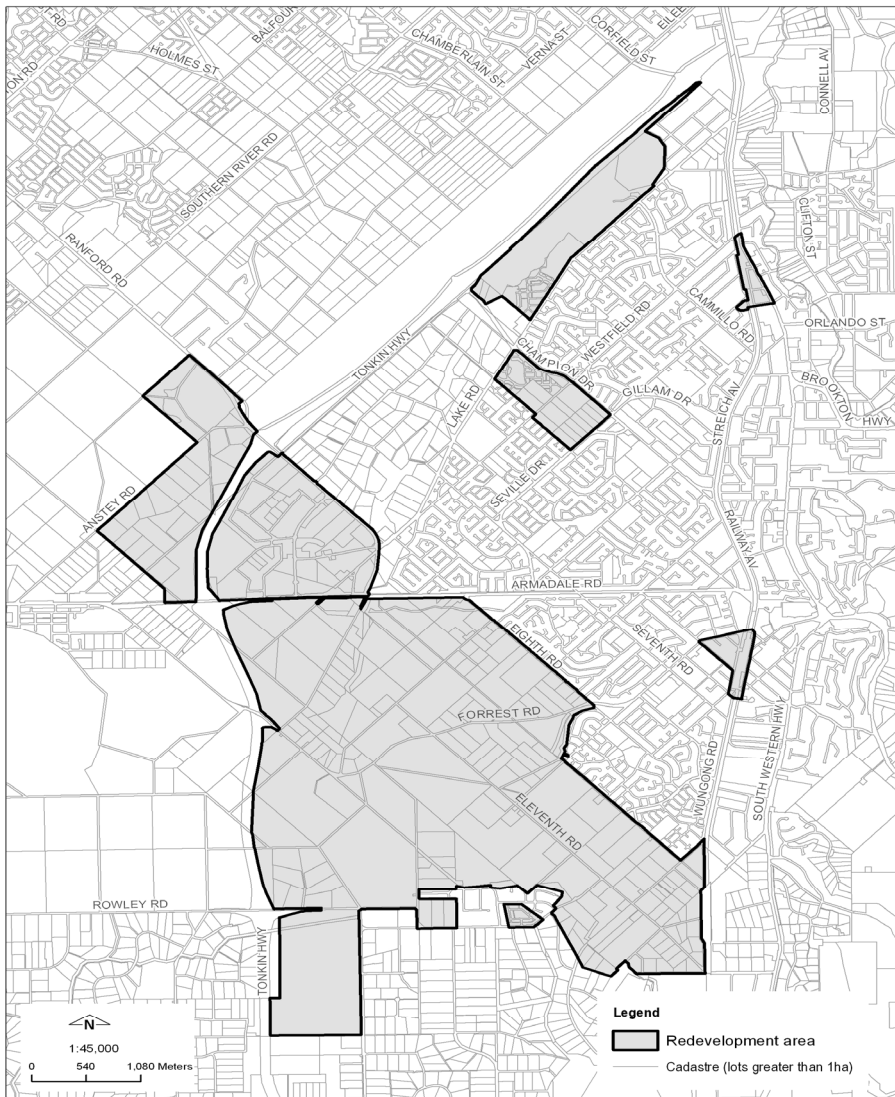 HOLMES ST
CHAMBERLAIN ST
VERNA ST
CORFIELD ST
CONNELL AV
SOUTHERN RIVER RD
RANFORD RD
CLIFTON ST
TONKIN HWY
CHAMPION DR
WESTFIELD RD
CAMMILLO RD
ORLANDO ST
LAKE RD
GILLAM DR
STREICH AV
BROOKTON
HWY
SEVILLE DR
ANSTEY RD
RAILWAY AV
ARMADALE RD
EIGHTH RD
SEVENTH RD
FORREST RD
WUNGONG RD
SOUTH WESTERN HWY
ELEVENTH RD
ROWLEY RD
TONKIN HWY
N
1:45,000
0 540 1,080 Meters
Legend
Redevelopment area
Cadastre (lots greater than 1ha)